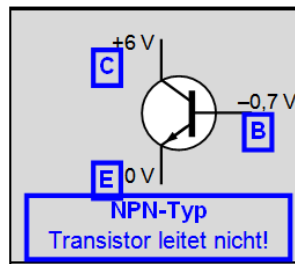 +6 V
C
–0,7 V
B
E
0 V
NPN-Typ
Transistor leitet nicht!